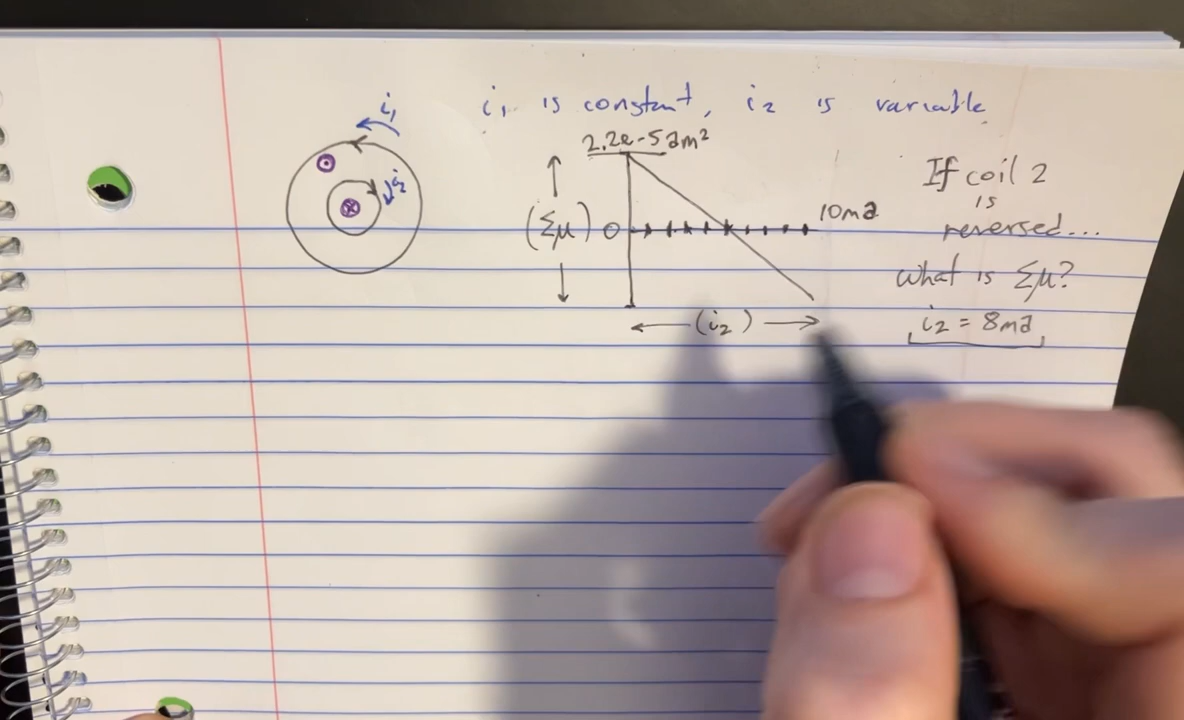 i₁ is constant, i₂ is variable
i₁
i₂
2.2e-5 am²
(Σμ)
0
10ma
(i₂)
If coil 2
is
reversed...
what is Σμ?
i₂ = 8ma